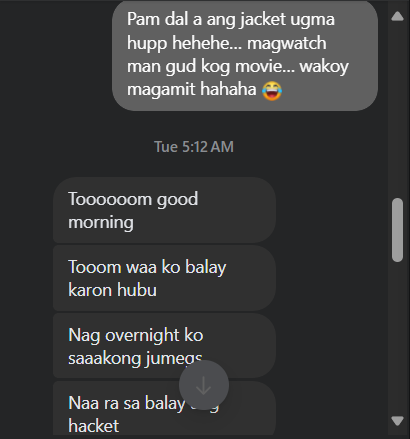 Pam dal a ang jacket ugma
hupp hehehe... magwatch
man gud kog movie... wakoy
magamit hahaha 😂
Tue 5:12 AM
Toooooom good
morning
Tooom waa ko balay
karon hubu
Nag overnight ko
saaakong jumegs
Naa ra sa balay ang
hacket